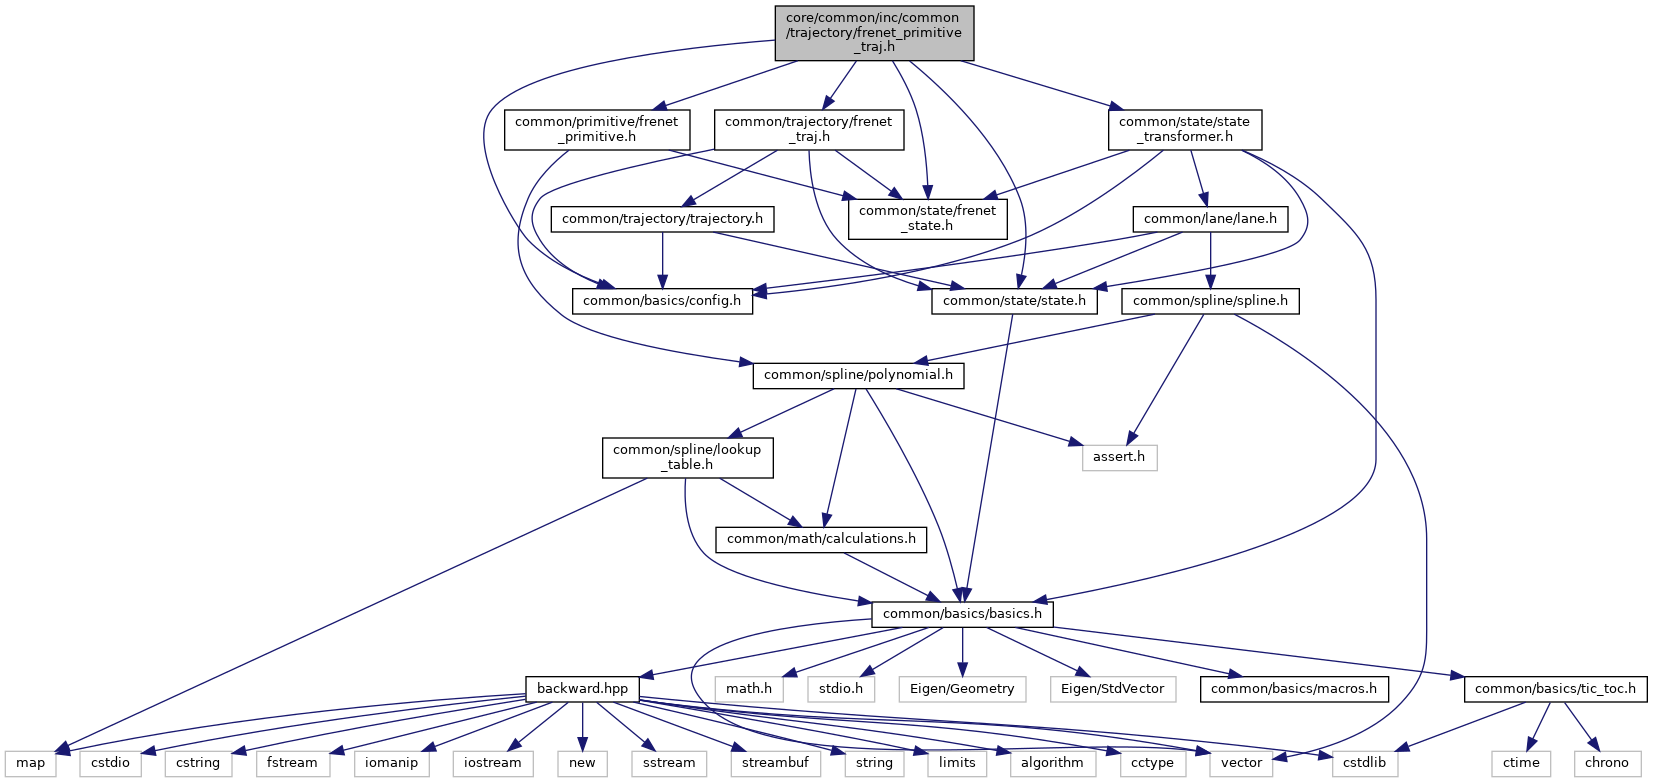 core/common/inc/common
/trajectory/frenet_primitive
_traj.h
common/primitive/frenet
_primitive.h
common/trajectory/frenet
_traj.h
common/state/state
_transformer.h
common/trajectory/trajectory.h
common/state/frenet
_state.h
common/lane/lane.h
common/basics/config.h
common/state/state.h
common/spline/spline.h
common/spline/polynomial.h
common/spline/lookup
_table.h
assert.h
common/math/calculations.h
common/basics/basics.h
backward.hpp
math.h
stdio.h
Eigen/Geometry
Eigen/StdVector
common/basics/macros.h
common/basics/tic_toc.h
map
cstdio
cstring
fstream
iomanip
iostream
new
sstream
streambuf
string
limits
algorithm
cctype
vector
cstdlib
ctime
chrono